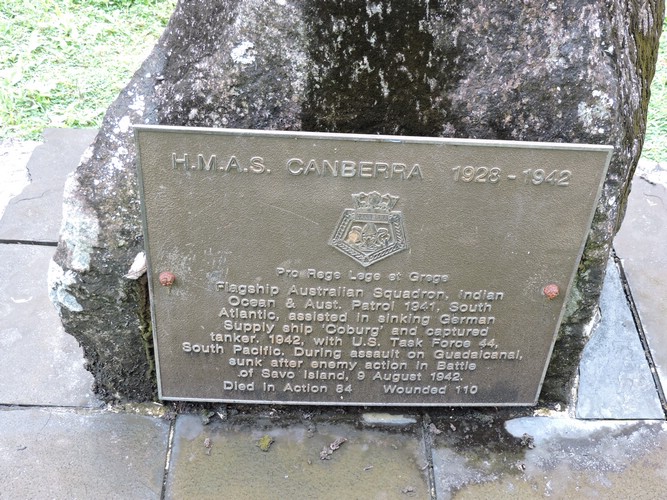 H.M.A.S. CANBERRA 1928 - 1942
Pro Rege Lege et Grege
Flagship Australian Squadron, Indian
Ocean & Aust. Patrol 1941, South
Atlantic, assisted in sinking German
Supply ship 'Coburg' and captured
tanker. 1942, with U.S. Task Force 44,
South Pacific. During assault on Guadalcanal,
sunk after enemy action in Battle
of Savo Island, 9 August 1942.
Died in Action 84 Wounded 110